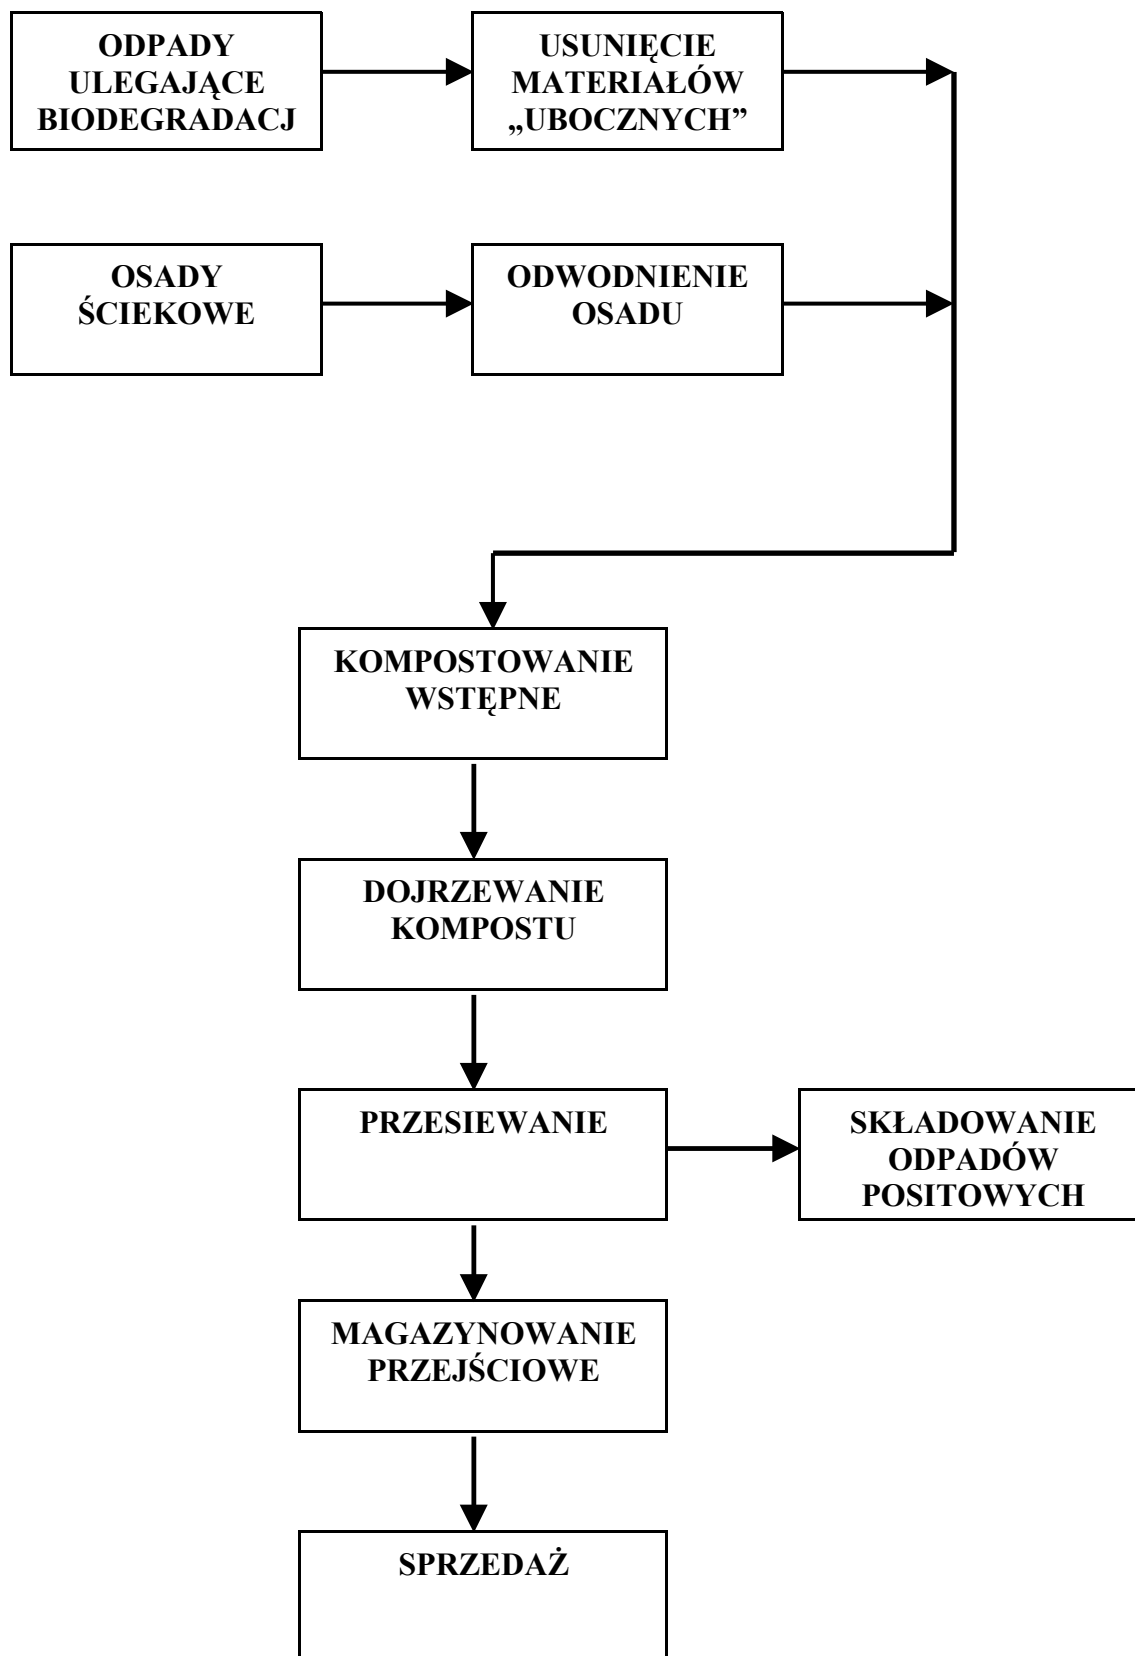 ODPADY
ULEGAJĄCE
BIODEGRADACJ
USUNIĘCIE
MATERIAŁÓW
„UBOCZNYCH”
OSADY
ŚCIEKOWE
ODWODNIENIE
OSADU
KOMPOSTOWANIE
WSTĘPNE
DOJRZEWANIE
KOMPOSTU
PRZESIEWANIE
SKŁADOWANIE
ODPADÓW
POSITOWYCH
MAGAZYNOWANIE
PRZEJŚCIOWE
SPRZEDAŻ